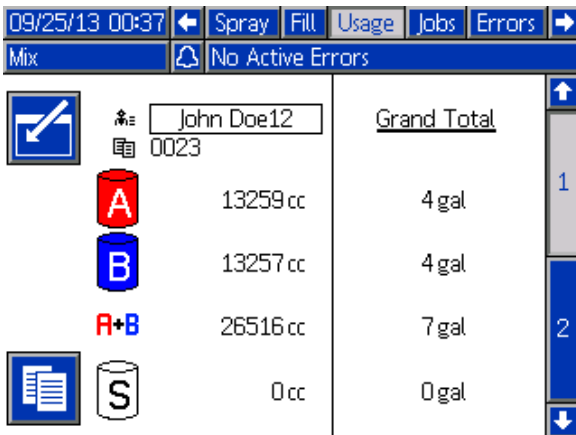 09/25/13 00:37 Spray Fill Usage Jobs Errors
Mix No Active Errors
John Doe12 Grand Total
0023
A 13259 cc 4 gal
1
B 13257 cc 4 gal
A+B 26516 cc 7 gal 2
S 0 cc 0 gal